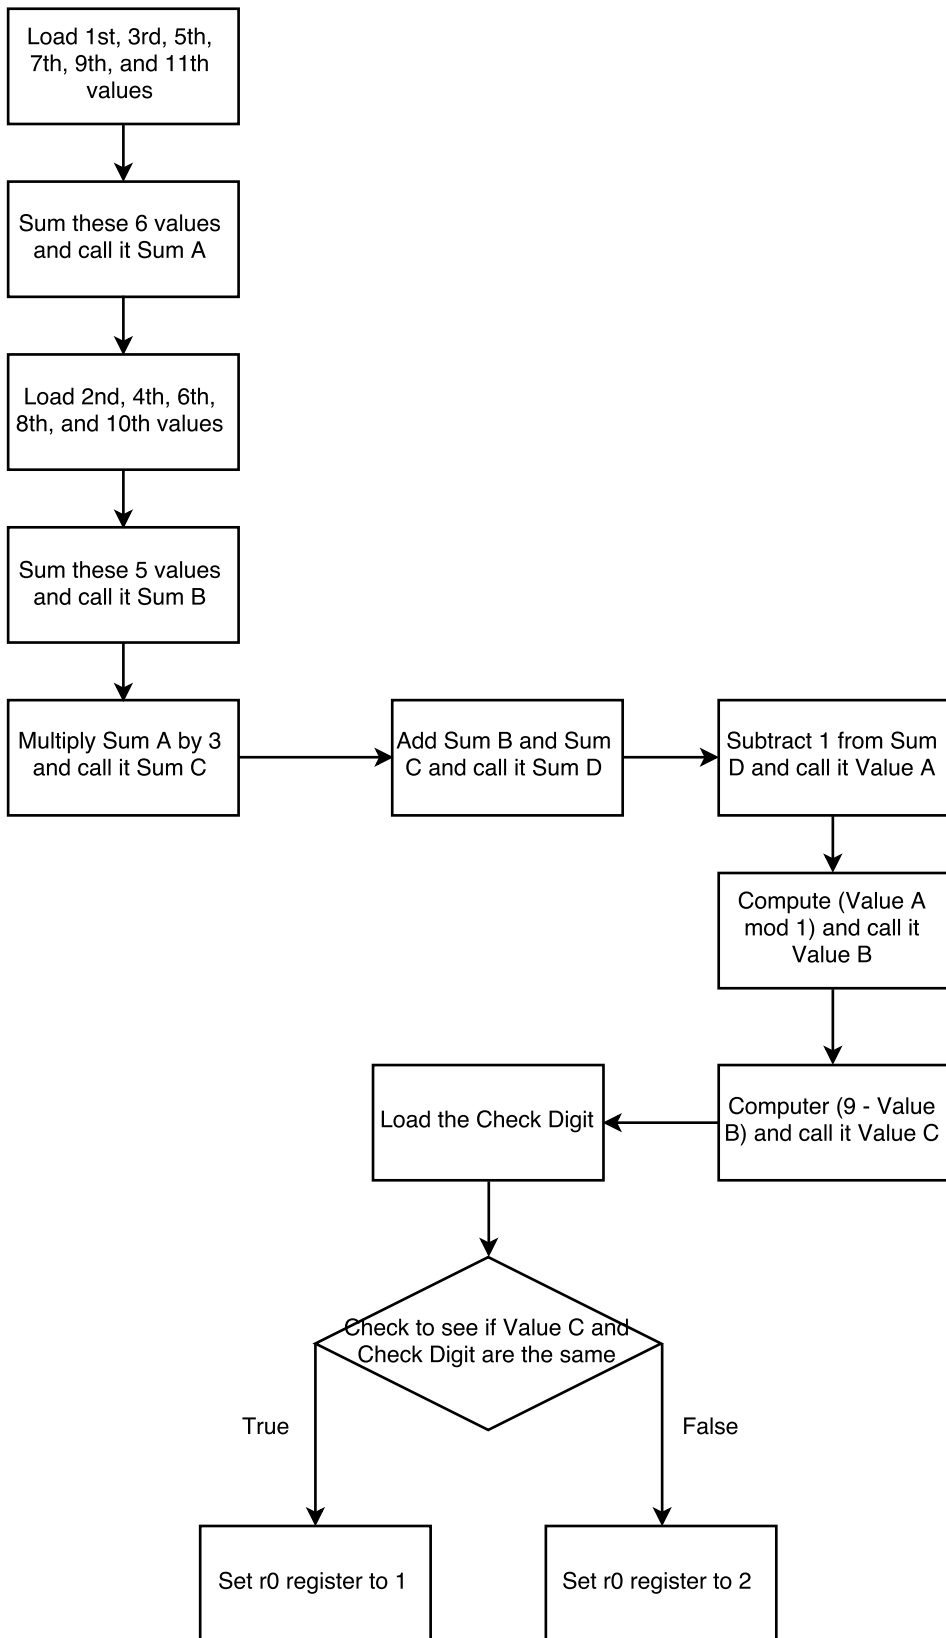 Load 1st, 3rd, 5th,
7th, 9th, and 11th
values
Sum these 6 values
and call it Sum A
Load 2nd, 4th, 6th,
8th, and 10th values
Sum these 5 values
and call it Sum B
Multiply Sum A by 3
and call it Sum C
Add Sum B and Sum
C and call it Sum D
Subtract 1 from Sum
D and call it Value A
Compute (Value A
mod 1) and call it
Value B
Computer (9 - Value
B) and call it Value C
Load the Check Digit
Check to see if Value C and
Check Digit are the same
True
False
Set r0 register to 1
Set r0 register to 2